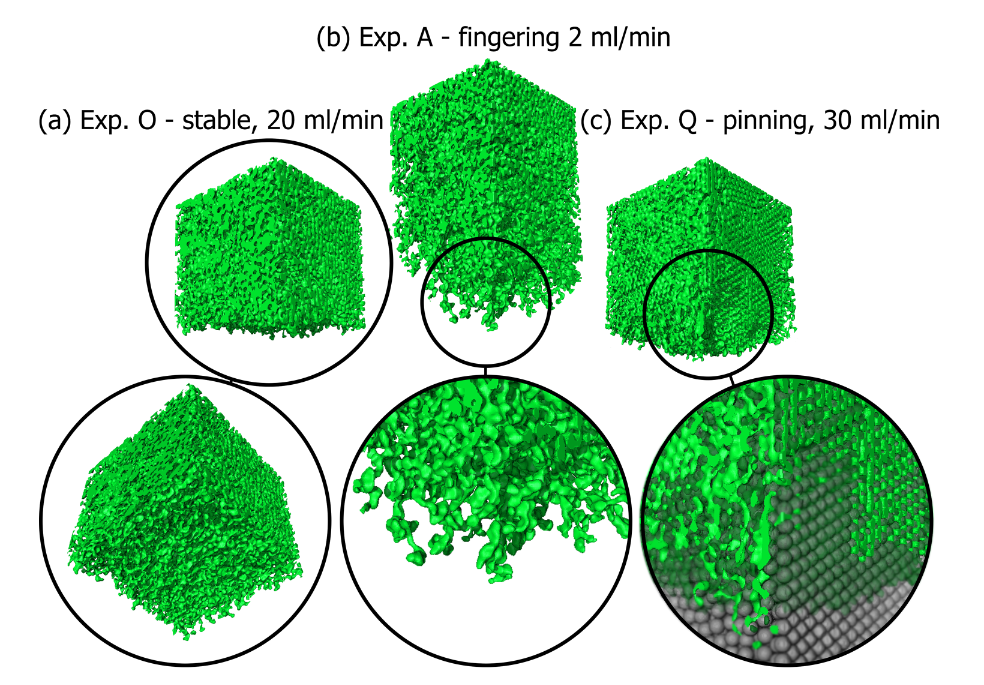 (b) Exp. A - fingering 2 ml/min
(a) Exp. O - stable, 20 ml/min
(c) Exp. Q - pinning, 30 ml/min